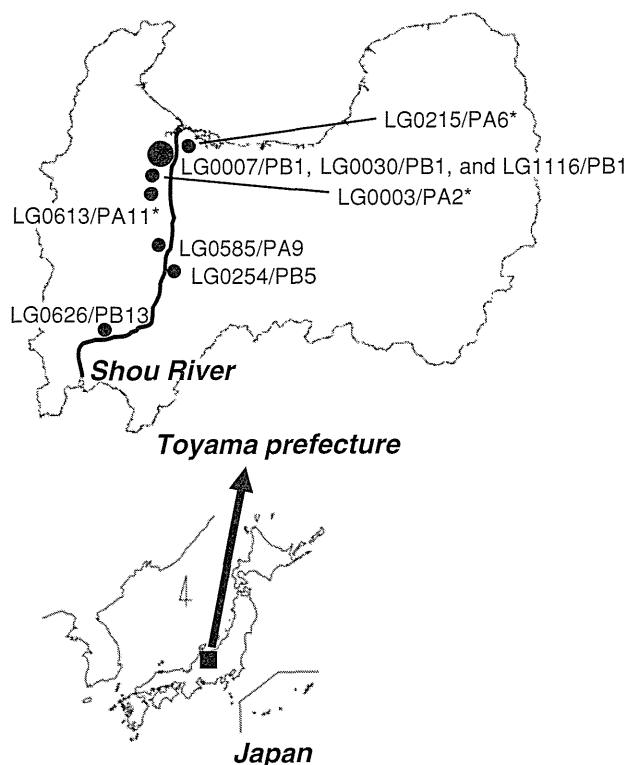 LG0215/PA6*
LG0007/PB1, LG0030/PB1, and LG1116/PB1
LG0003/PA2*
LG0613/PA11*
LG0585/PA9
LG0254/PB5
LG0626/PB13
Shou River
Toyama prefecture
Japan